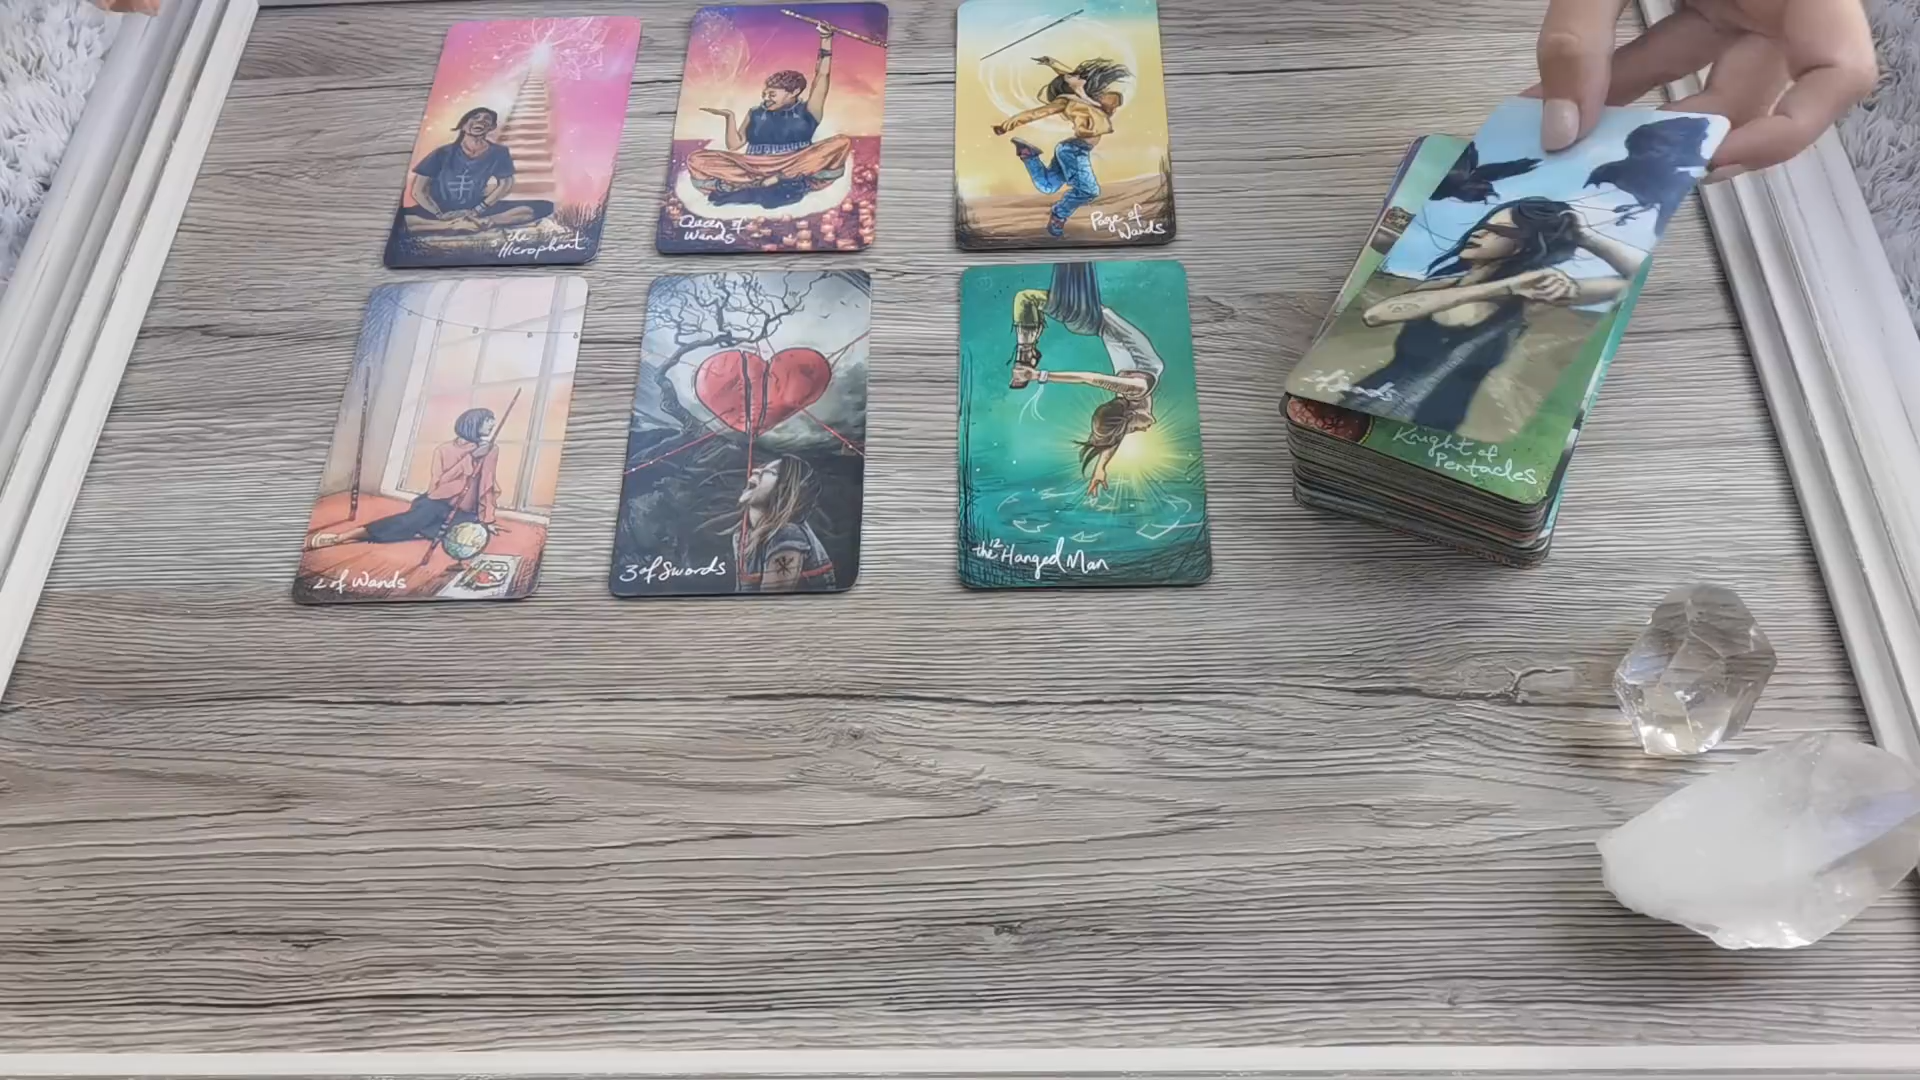 5 the
Hierophant
Queen of
Wands
Page of
Wands
2 of Wands
3 of Swords
12
the Hanged Man
Knight of
Pentacles